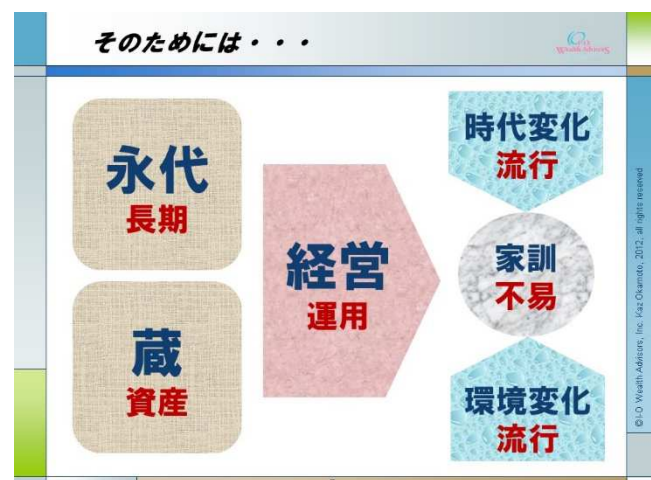 そのためには・・・
I-O
Wealth Advisors
永代
長期
蔵
資産
経営
運用
時代変化
流行
家訓
不易
環境変化
流行
©I-O Wealth Advisors, Inc. Kaz Okamoto, 2012, all rights reserved